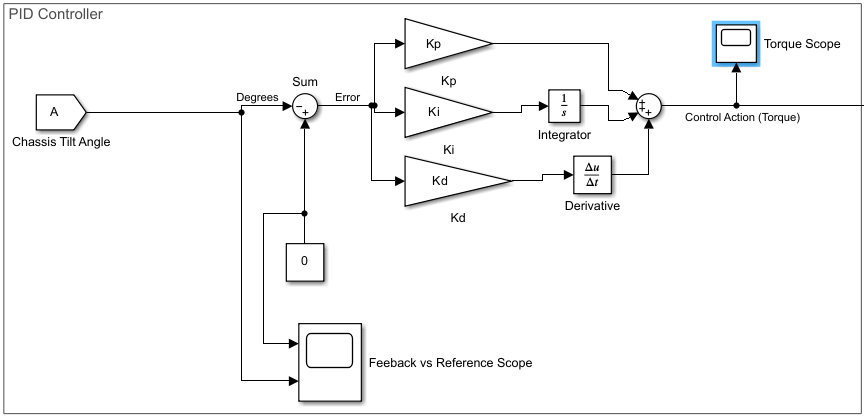 PID Controller
Kp
Kp
Torque Scope
Sum
Degrees
−
+
Error
A
Chassis Tilt Angle
Ki
Ki
1
s
Integrator
+
+
+
Control Action (Torque)
Kd
Kd
Δu
Δt
Derivative
0
Feeback vs Reference Scope